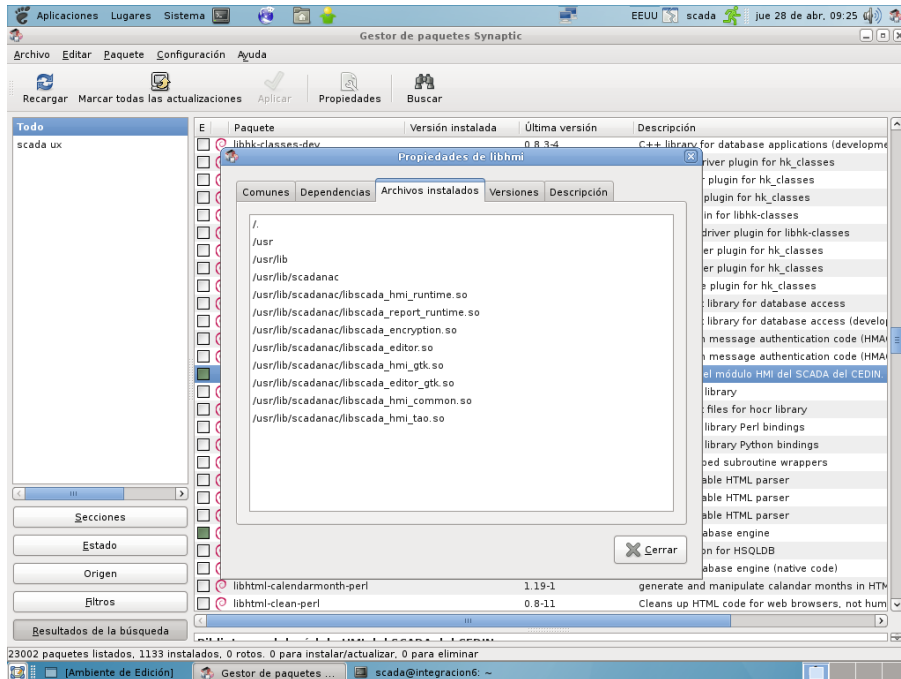 Aplicaciones Lugares Sistema EEUU scada jue 28 de abr, 09:25
Gestor de paquetes Synaptic
Archivo Editar Paquete Configuración Ayuda
Recargar Marcar todas las actualizaciones Aplicar Propiedades Buscar
Todo
scada ux
E Paquete Versión instalada Última versión Descripción
libhk-classes-dev 0.8.3-4 C++ library for database applications (developme
Propiedades de libhmi
Comunes Dependencias Archivos instalados Versiones Descripción
/.
/usr
/usr/lib
/usr/lib/scadanac
/usr/lib/scadanac/libscada_hmi_runtime.so
/usr/lib/scadanac/libscada_report_runtime.so
/usr/lib/scadanac/libscada_encryption.so
/usr/lib/scadanac/libscada_editor.so
/usr/lib/scadanac/libscada_hmi_gtk.so
/usr/lib/scadanac/libscada_editor_gtk.so
/usr/lib/scadanac/libscada_hmi_common.so
/usr/lib/scadanac/libscada_hmi_tao.so
Cerrar
river plugin for hk_classes
plugin for hk_classes
plugin for hk_classes
in for libhk-classes
driver plugin for libhk-classes
er plugin for hk_classes
er plugin for hk_classes
e plugin for hk_classes
library for database access
library for database access (develop
message authentication code (HMA
message authentication code (HMA
el módulo HMI del SCADA del CEDIN.
library
files for hocr library
library Perl bindings
library Python bindings
ped subroutine wrappers
able HTML parser
able HTML parser
able HTML parser
abase engine
on for HSQLDB
abase engine (native code)
libhtml-calendarmonth-perl 1.19-1 generate and manipulate calandar months in HTM
libhtml-clean-perl 0.8-11 Cleans up HTML code for web browsers, not hum
Secciones
Estado
Origen
Filtros
Resultados de la búsqueda
23002 paquetes listados, 1133 instalados, 0 rotos. 0 para instalar/actualizar, 0 para eliminar
[Ambiente de Edición] Gestor de paquetes ... scada@integracion6: ~